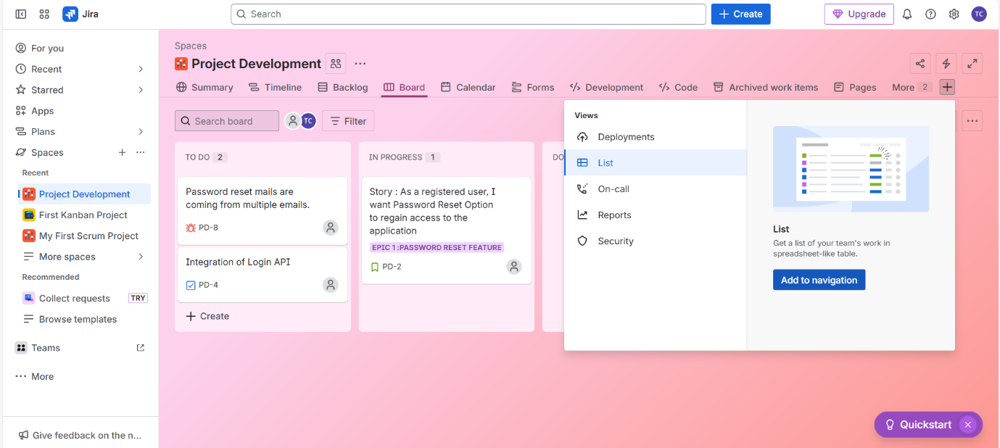 Jira
Search
Create
Upgrade
TC
For you
Recent
Starred
Apps
Plans
Spaces
Recent
Project Development
First Kanban Project
My First Scrum Project
More spaces
Recommended
Collect requests TRY
Browse templates
Teams
More
Give feedback on the n...
Spaces
Project Development
Summary Timeline Backlog Board Calendar Forms Development Code Archived work items Pages More 2
Search board TC Filter
TO DO 2
Password reset mails are
coming from multiple emails.
PD-8
Integration of Login API
PD-4
Create
IN PROGRESS 1
Story : As a registered user, I
want Password Reset Option
to regain access to the
application
EPIC 1 :PASSWORD RESET FEATURE
PD-2
DO
Views
Deployments
List
On-call
Reports
Security
List
Get a list of your team's work in
spreadsheet-like table.
Add to navigation
Quickstart